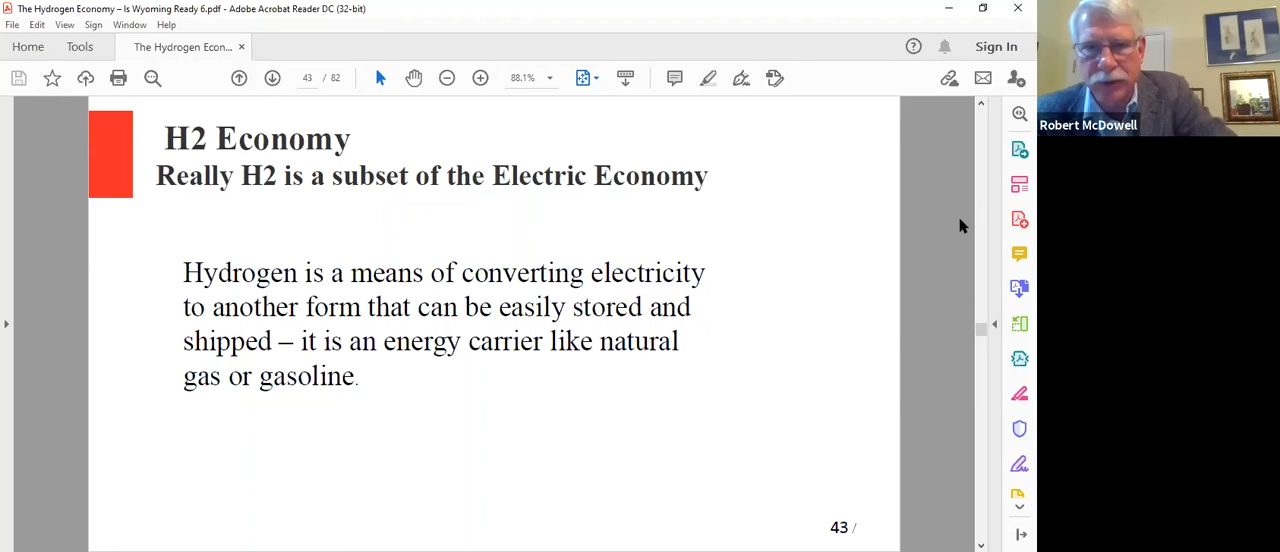 The Hydrogen Economy – Is Wyoming Ready 6.pdf - Adobe Acrobat Reader DC (32-bit)
File Edit View Sign Window Help
Home Tools The Hydrogen Econ... × Sign In
43 / 82 88.1%
H2 Economy
Really H2 is a subset of the Electric Economy
Hydrogen is a means of converting electricity
to another form that can be easily stored and
shipped – it is an energy carrier like natural
gas or gasoline.
43 /
Robert McDowell